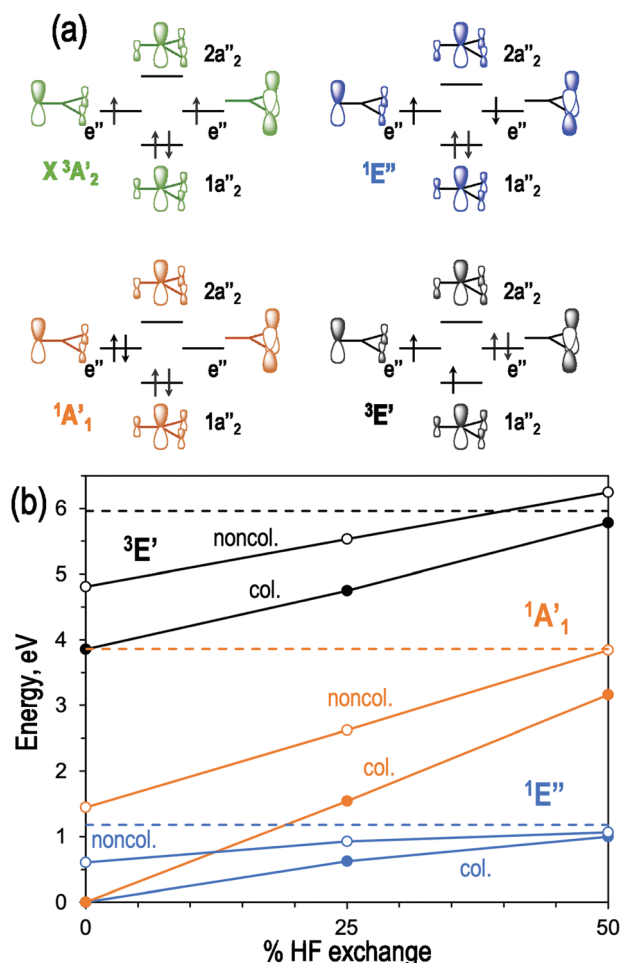 (a)
2a"₂ 2a"₂
e" e" e" e"
X ³A'₂ 1a"₂ ¹E" 1a"₂
2a"₂ 2a"₂
e" e" e" e"
¹A'₁ 1a"₂ ³E' 1a"₂
(b)
6
³E' noncol.
5
col.
¹A'₁
4
Energy, eV
noncol.
3
2
col.
¹E"
1
noncol.
col.
0
0 25 50
% HF exchange